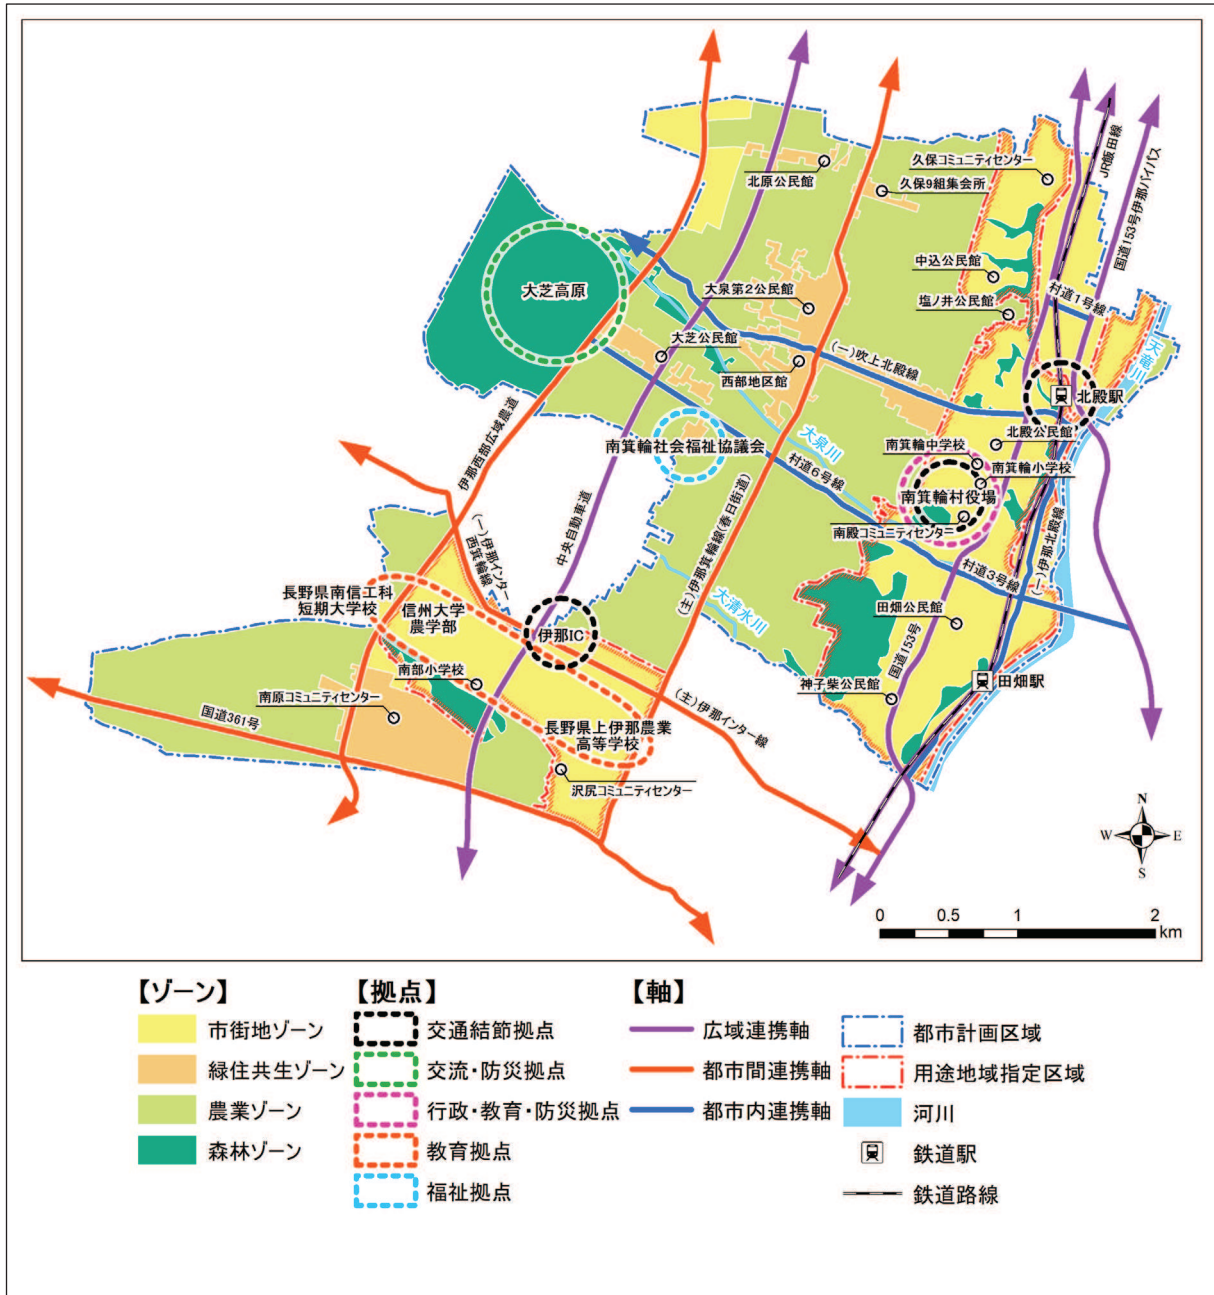 久保コミュニティセンター
JR飯田線
国道153号伊那バイパス
北原公民館
久保9組集会所
中込公民館
大芝高原
大泉第2公民館
塩ノ井公民館
村道1号線
天竜川
大芝公民館
西部地区館
(一)吹上北殿線
北殿駅
伊那西部広域農道
南箕輪社会福祉協議会
大泉川
村道6号線
北殿公民館
南箕輪中学校
南箕輪小学校
南箕輪村役場
南殿コミュニティセンター
(一)伊那インター
西箕輪線
中央自動車道
(主)伊那箕輪線(春日街道)
(一)伊那北殿線
村道3号線
長野県南信工科
短期大学校
信州大学
農学部
伊那IC
大清水川
田畑公民館
国道153号
南部小学校
神子柴公民館
田畑駅
南原コミュニティセンター
国道361号
(主)伊那インター線
長野県上伊那農業
高等学校
沢尻コミュニティセンター
N
W E
S
0 0.5 1 2
km
【ゾーン】 【拠点】 【軸】
市街地ゾーン 交通結節拠点 広域連携軸 都市計画区域
緑住共生ゾーン 交流・防災拠点 都市間連携軸 用途地域指定区域
農業ゾーン 行政・教育・防災拠点 都市内連携軸 河川
森林ゾーン 教育拠点 鉄道駅
福祉拠点 鉄道路線